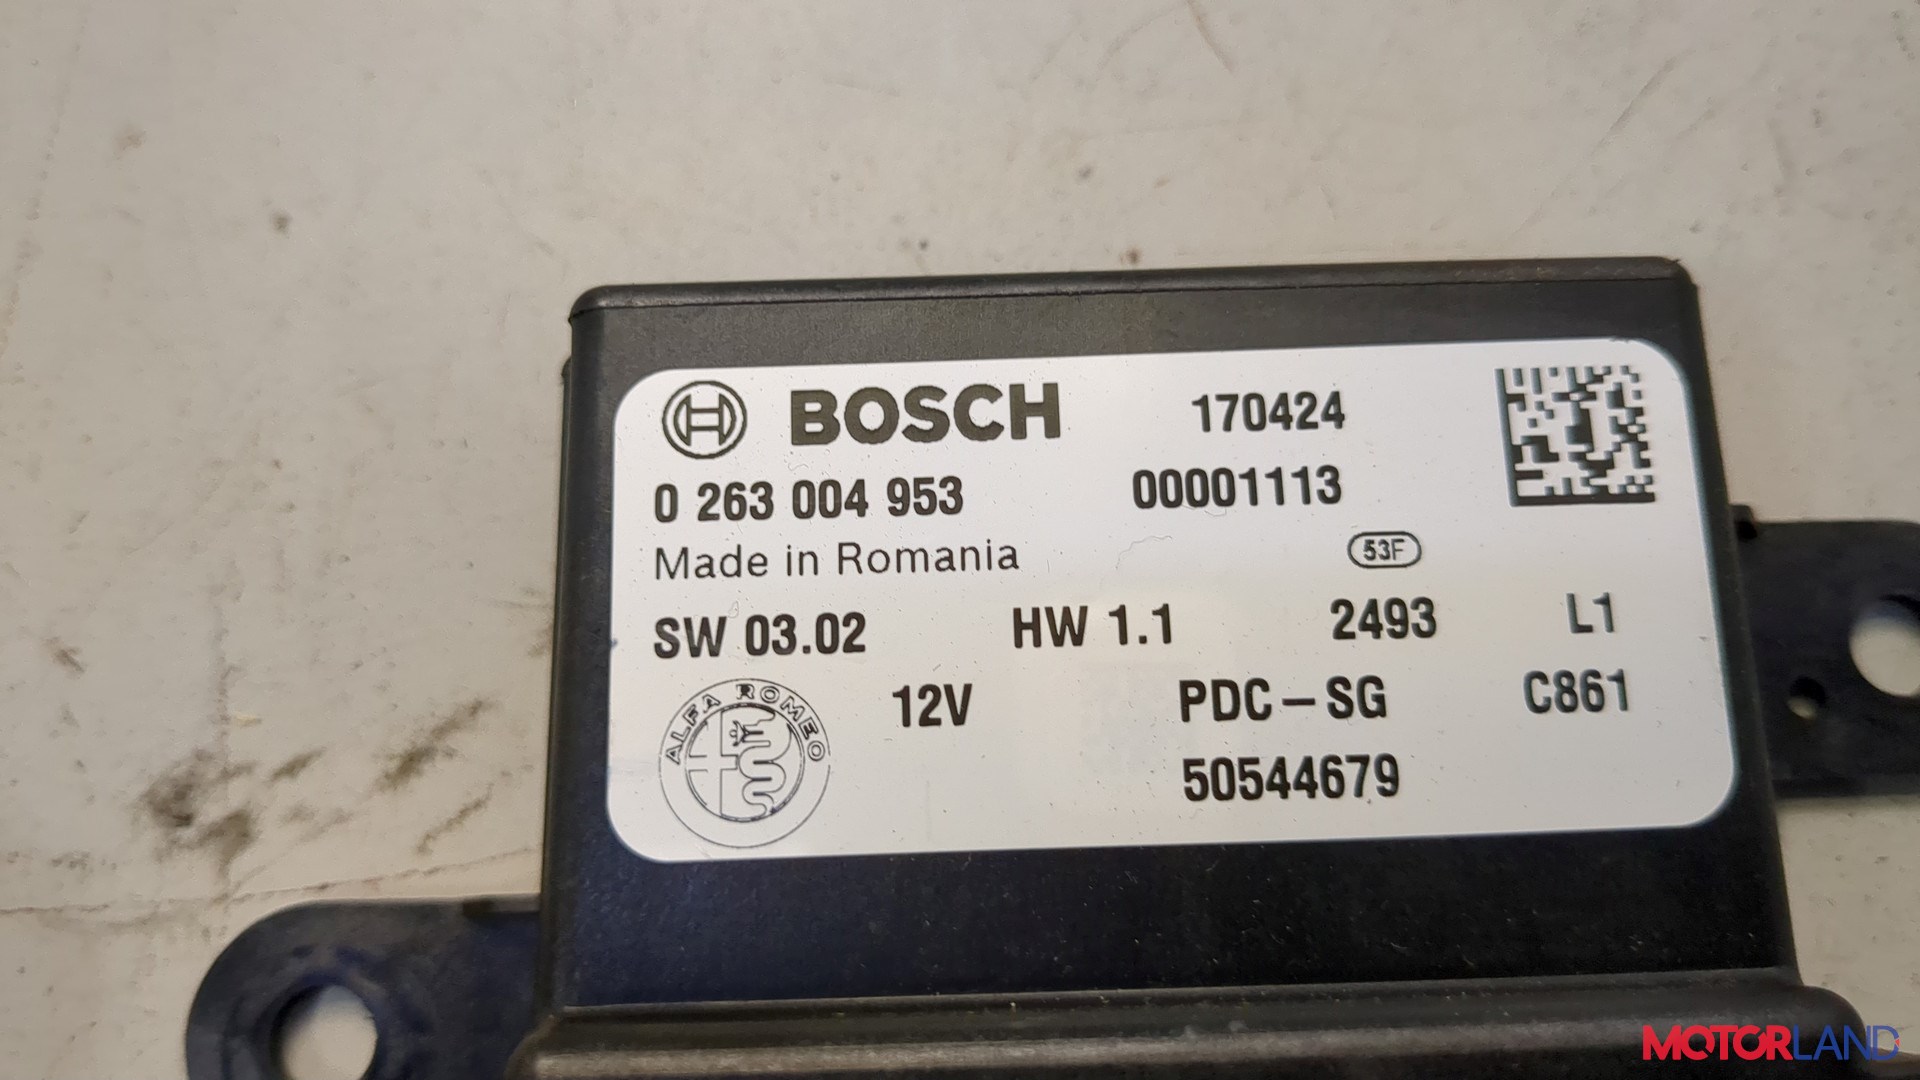 BOSCH 170424
0 263 004 953 00001113
Made in Romania 53F
SW 03.02 HW 1.1 2493 L1
ALFA ROMEO 12V PDC-SG C861
50544679
MOTORLAND